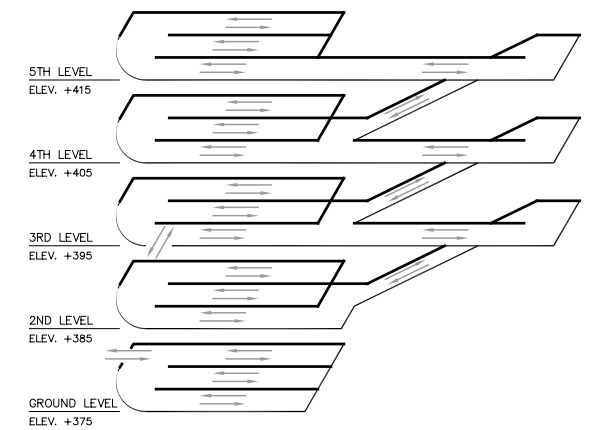 5TH LEVEL
ELEV. +415
4TH LEVEL
ELEV. +405
3RD LEVEL
ELEV. +395
2ND LEVEL
ELEV. +385
GROUND LEVEL
ELEV. +375